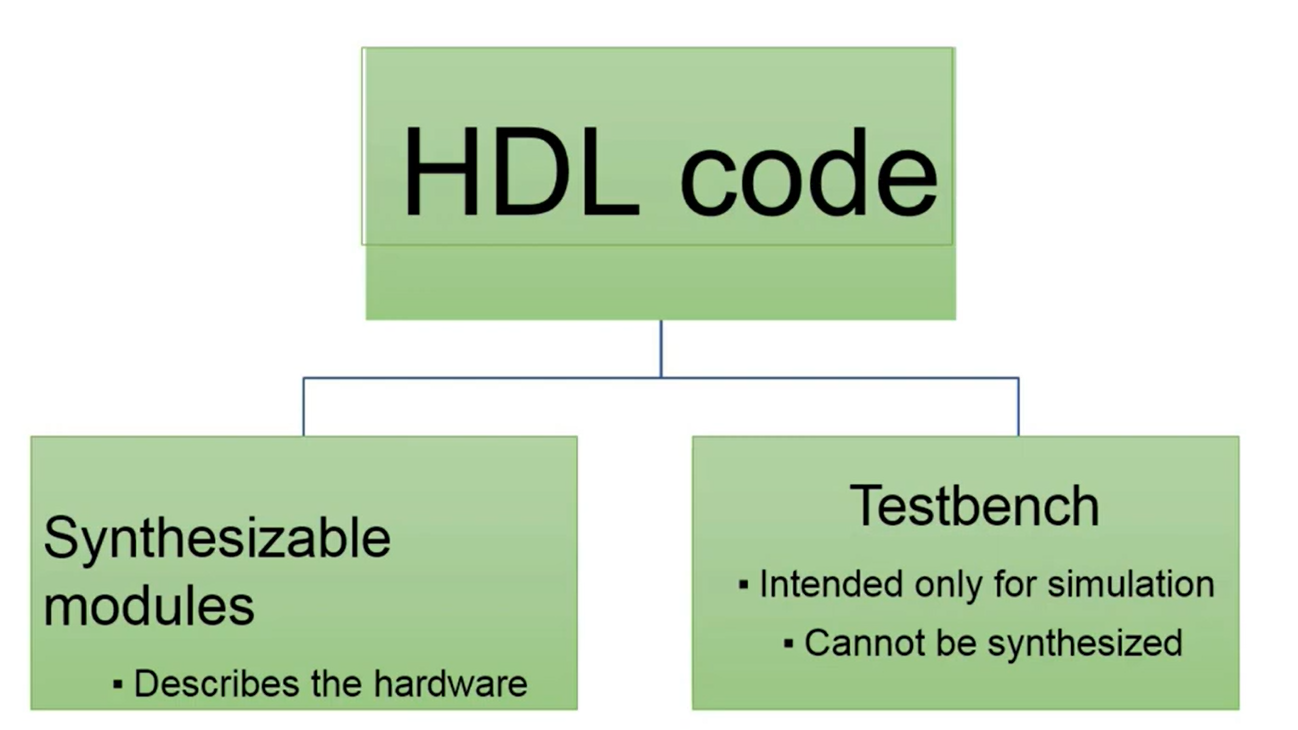 HDL code
Synthesizable
modules
▪ Describes the hardware
Testbench
▪ Intended only for simulation
▪ Cannot be synthesized